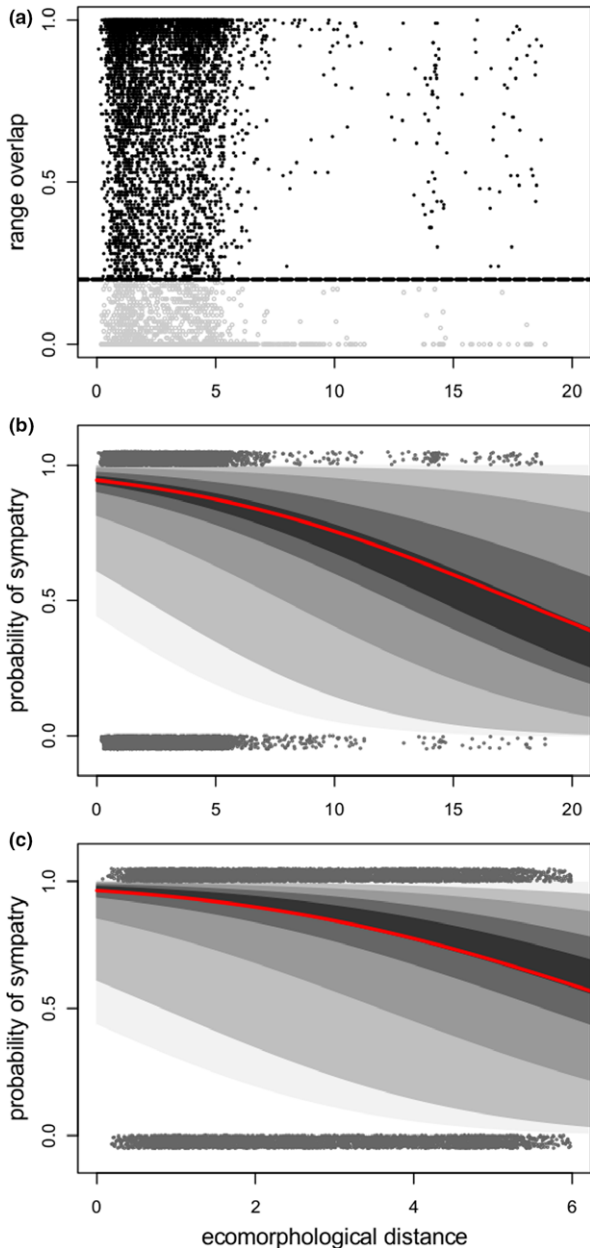 (a)
range overlap
1.0
0.5
0.0
0 5 10 15 20
(b)
probability of sympatry
1.0
0.5
0.0
0 5 10 15 20
(c)
probability of sympatry
1.0
0.5
0.0
0 2 4 6
ecomorphological distance